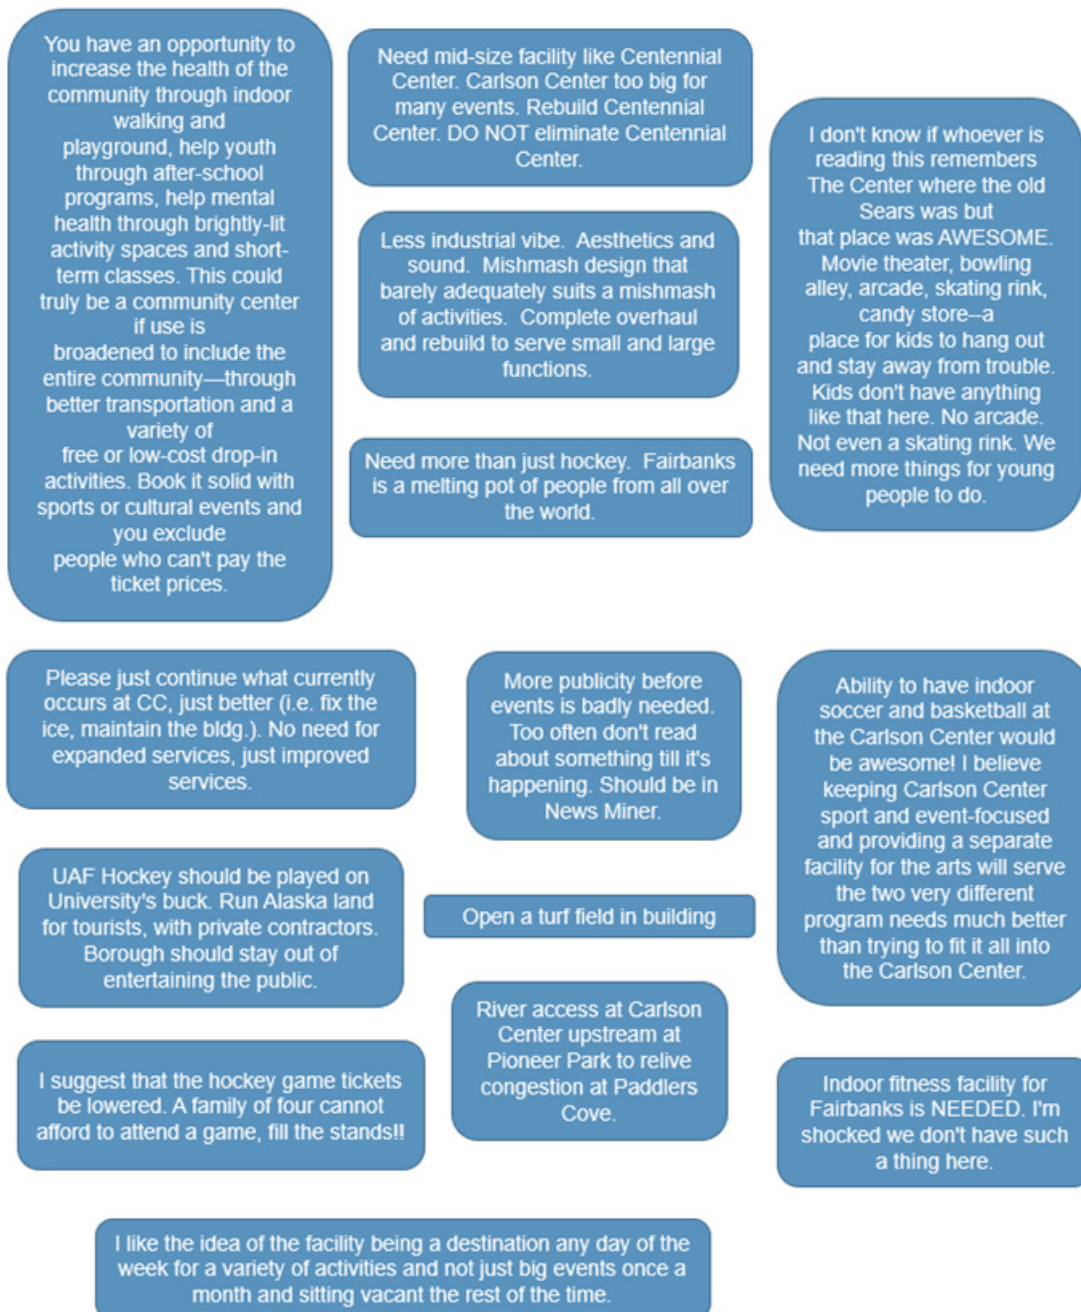 You have an opportunity to
increase the health of the
community through indoor
walking and
playground, help youth
through after-school
programs, help mental
health through brightly-lit
activity spaces and short-
term classes. This could
truly be a community center
if use is
broadened to include the
entire community—through
better transportation and a
variety of
free or low-cost drop-in
activities. Book it solid with
sports or cultural events and
you exclude
people who can't pay the
ticket prices.
Need mid-size facility like Centennial
Center. Carlson Center too big for
many events. Rebuild Centennial
Center. DO NOT eliminate Centennial
Center.
Less industrial vibe.  Aesthetics and
sound.  Mishmash design that
barely adequately suits a mishmash
of activities.  Complete overhaul
and rebuild to serve small and large
functions.
Need more than just hockey.  Fairbanks
is a melting pot of people from all over
the world.
I don't know if whoever is
reading this remembers
The Center where the old
Sears was but
that place was AWESOME.
Movie theater, bowling
alley, arcade, skating rink,
candy store--a
place for kids to hang out
and stay away from trouble.
Kids don't have anything
like that here. No arcade.
Not even a skating rink. We
need more things for young
people to do.
Please just continue what currently
occurs at CC, just better (i.e. fix the
ice, maintain the bldg.). No need for
expanded services, just improved
services.
More publicity before
events is badly needed.
Too often don't read
about something till it's
happening. Should be in
News Miner.
Ability to have indoor
soccer and basketball at
the Carlson Center would
be awesome! I believe
keeping Carlson Center
sport and event-focused
and providing a separate
facility for the arts will serve
the two very different
program needs much better
than trying to fit it all into
the Carlson Center.
UAF Hockey should be played on
University's buck. Run Alaska land
for tourists, with private contractors.
Borough should stay out of
entertaining the public.
Open a turf field in building
River access at Carlson
Center upstream at
Pioneer Park to relive
congestion at Paddlers
Cove.
I suggest that the hockey game tickets
be lowered. A family of four cannot
afford to attend a game, fill the stands!!
Indoor fitness facility for
Fairbanks is NEEDED. I'm
shocked we don't have such
a thing here.
I like the idea of the facility being a destination any day of the
week for a variety of activities and not just big events once a
month and sitting vacant the rest of the time.